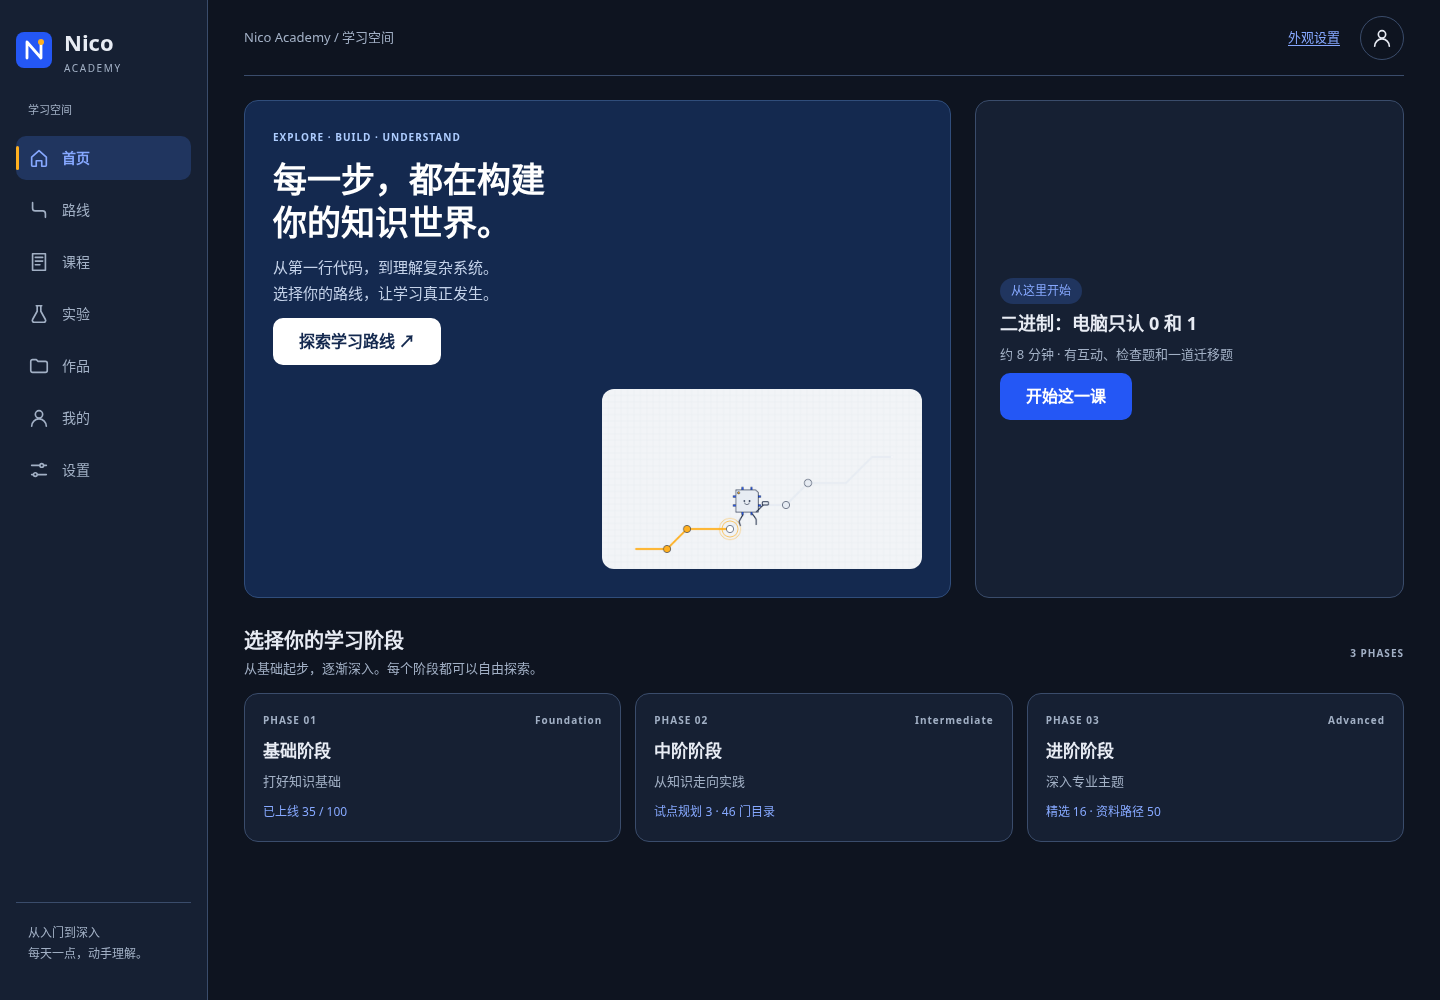 Nico
ACADEMY
学习空间
首页
路线
课程
实验
作品
我的
设置
从入门到深入
每天一点，动手理解。
Nico Academy / 学习空间
外观设置
EXPLORE · BUILD · UNDERSTAND
每一步，都在构建
你的知识世界。
从第一行代码，到理解复杂系统。
选择你的路线，让学习真正发生。
探索学习路线 ↗
从这里开始
二进制：电脑只认 0 和 1
约 8 分钟 · 有互动、检查题和一道迁移题
开始这一课
选择你的学习阶段
从基础起步，逐渐深入。每个阶段都可以自由探索。
3 PHASES
PHASE 01
Foundation
基础阶段
打好知识基础
已上线 35 / 100
PHASE 02
Intermediate
中阶阶段
从知识走向实践
试点规划 3 · 46 门目录
PHASE 03
Advanced
进阶阶段
深入专业主题
精选 16 · 资料路径 50